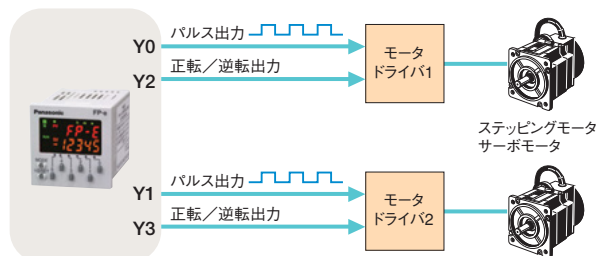 Y0
パルス出力
Y2
正転／逆転出力
モータ
ドライバ1
Panasonic
FP-e
FP-E
12345
ステッピングモータ
サーボモータ
Y1
パルス出力
Y3
正転／逆転出力
モータ
ドライバ2